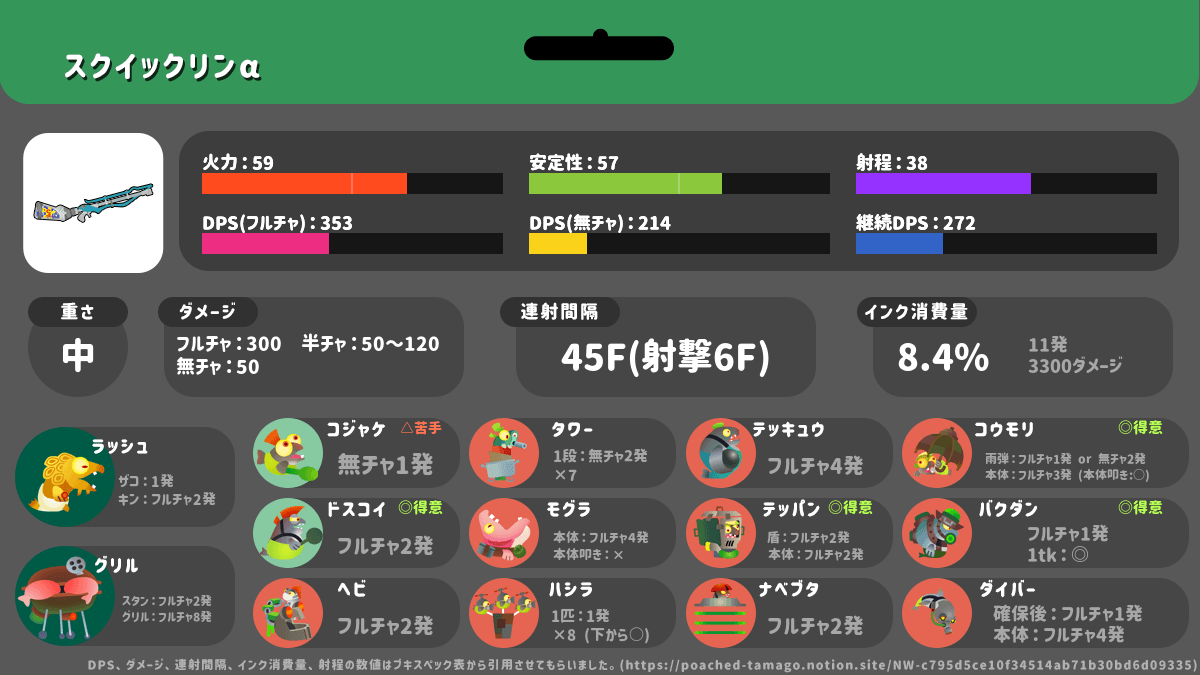 スクイックリンα
火力：59
安定性：57
射程：38
DPS(フルチャ)：353
DPS(無チャ)：214
継続DPS：272
重さ
中
ダメージ
フルチャ：300　半チャ：50〜120
無チャ：50
連射間隔
45F(射撃6F)
インク消費量
8.4%
11発
3300ダメージ
ラッシュ
ザコ：1発
キン：フルチャ2発
グリル
スタン：フルチャ2発
グリル：フルチャ8発
コジャケ　△苦手
無チャ1発
タワー
1段：無チャ2発
×7
テッキュウ
フルチャ4発
コウモリ　◎得意
雨弾：フルチャ1発 or 無チャ2発
本体：フルチャ3発（本体叩き:○）
ドスコイ　◎得意
フルチャ2発
モグラ
本体：フルチャ4発
本体叩き：×
テッパン　◎得意
盾：フルチャ2発
本体：フルチャ2発
バクダン　◎得意
フルチャ1発
1tk：◎
ヘビ
フルチャ2発
ハシラ
1匹：1発
×8（下から○）
ナベブタ
フルチャ2発
ダイバー
確保後：フルチャ1発
本体：フルチャ4発
DPS、ダメージ、連射間隔、インク消費量、射程の数値はブキスペック表から引用させてもらいました。(https://poached-tamago.notion.site/NW-c795d5ce10f34514ab71b30bd6d09335)